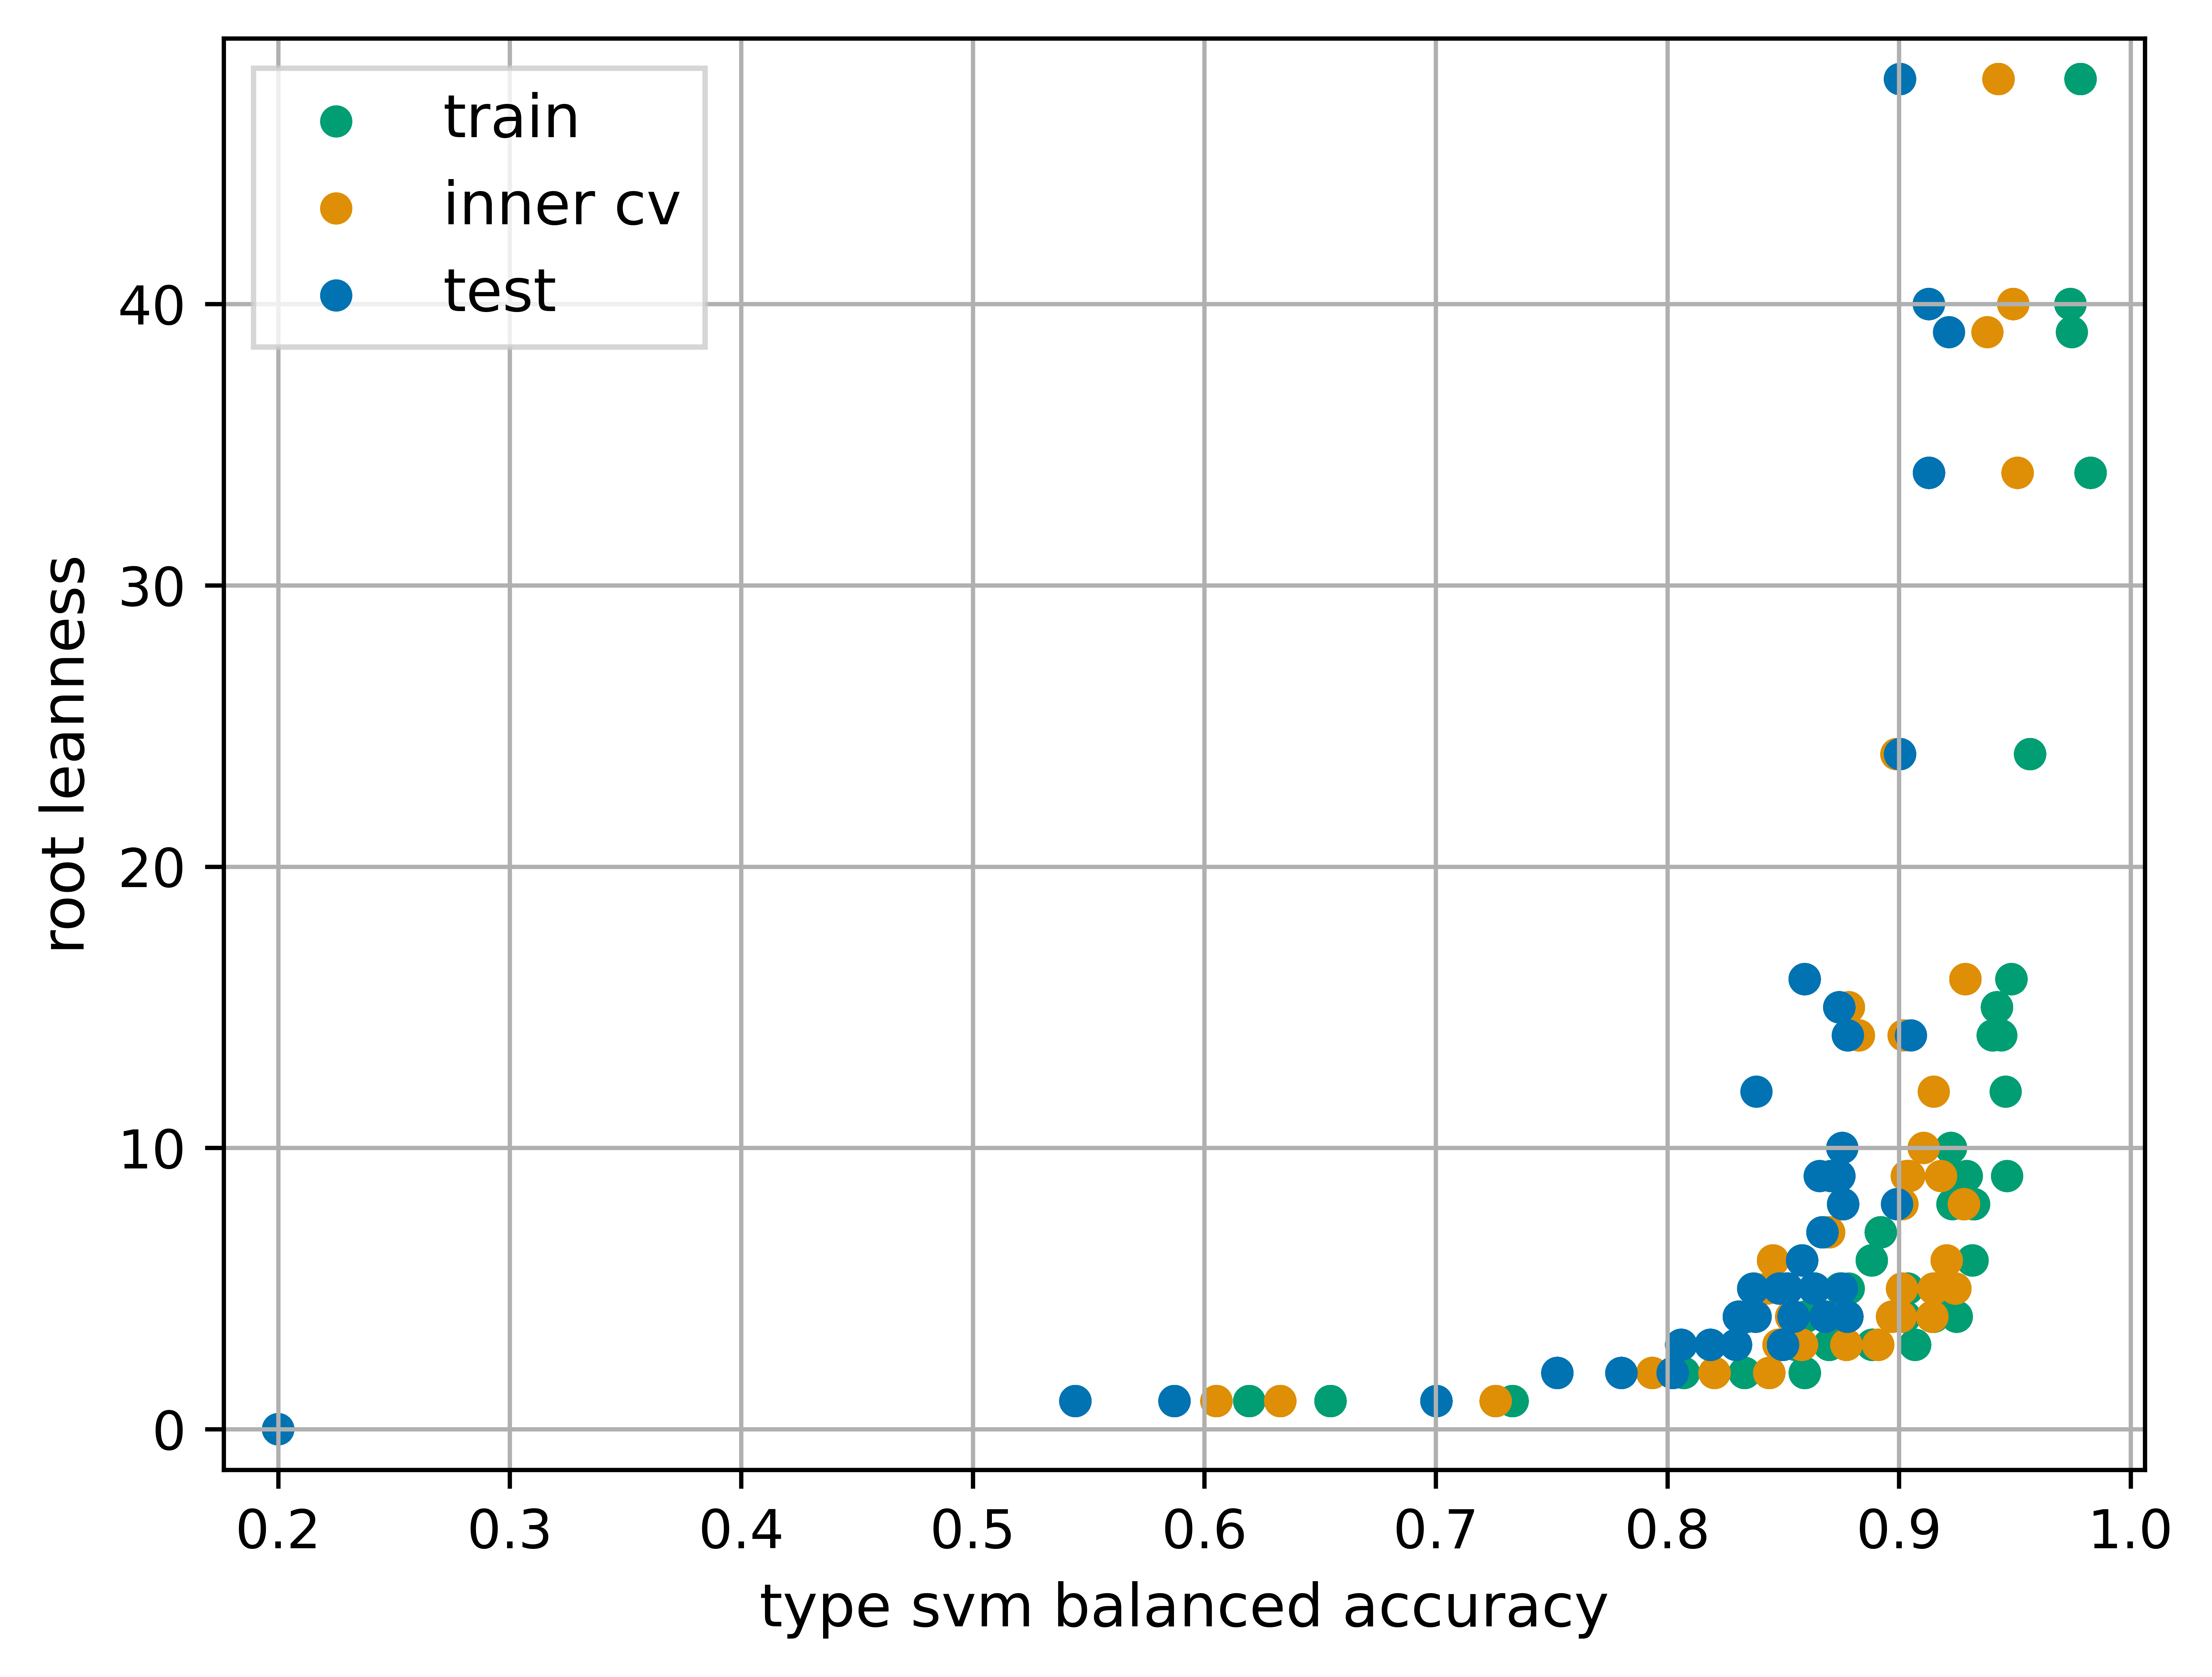 train
inner cv
test
40
30
20
10
0
root leanness
0.2 0.3 0.4 0.5 0.6 0.7 0.8 0.9 1.0
type svm balanced accuracy